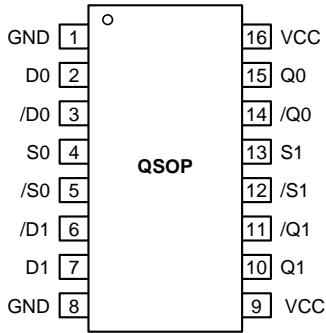 GND 1 16 VCC
D0 2 15 Q0
/D0 3 14 /Q0
S0 4 13 S1
QSOP
/S0 5 12 /S1
/D1 6 11 /Q1
D1 7 10 Q1
GND 8 9 VCC